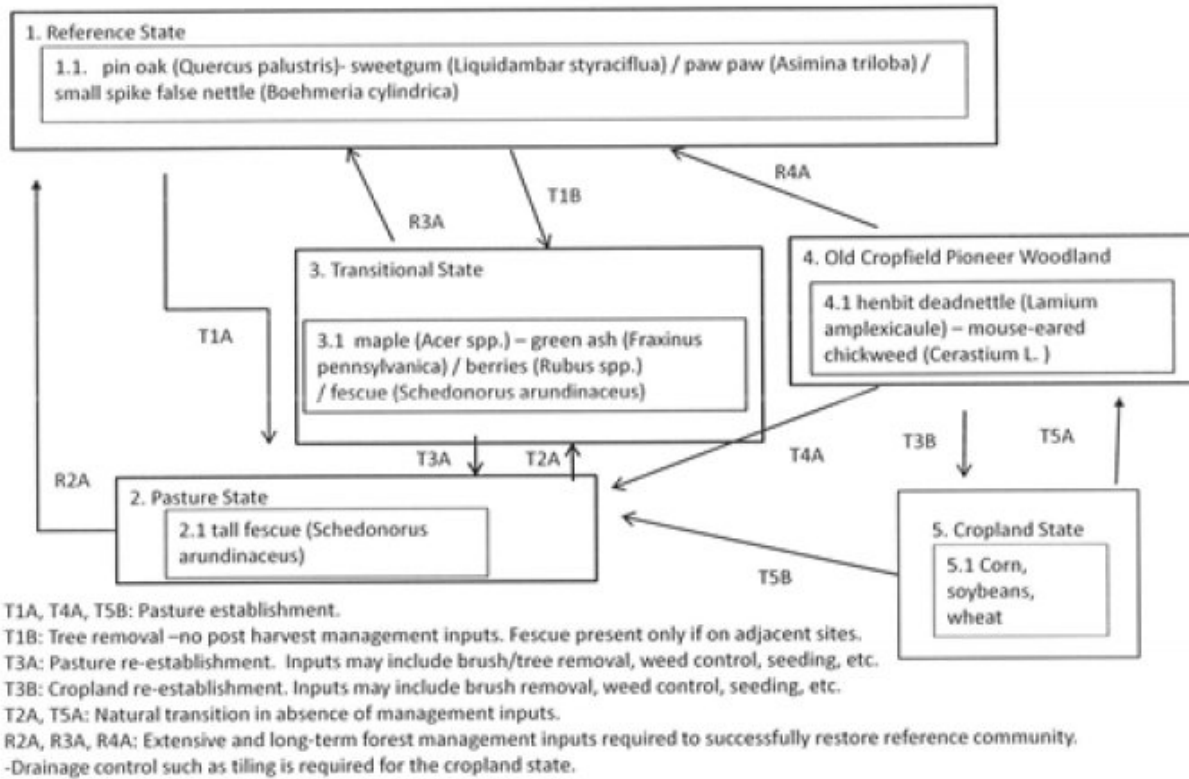 1. Reference State
1.1. pin oak (Quercus palustris)- sweetgum (Liquidambar styraciflua) / paw paw (Asimina triloba) /
small spike false nettle (Boehmeria cylindrica)
R4A
T1B
R3A
3. Transitional State
4. Old Cropfield Pioneer Woodland
4.1 henbit deadnettle (Lamium
amplexicaule) – mouse-eared
chickweed (Cerastium L. )
T1A
3.1 maple (Acer spp.) – green ash (Fraxinus
pennsylvanica) / berries (Rubus spp.)
/ fescue (Schedonorus arundinaceus)
T3A
T2A
T4A
T3B
T5A
R2A
2. Pasture State
2.1 tall fescue (Schedonorus
arundinaceus)
5. Cropland State
5.1 Corn,
soybeans,
wheat
T5B
T1A, T4A, T5B: Pasture establishment.
T1B: Tree removal –no post harvest management inputs. Fescue present only if on adjacent sites.
T3A: Pasture re-establishment.  Inputs may include brush/tree removal, weed control, seeding, etc.
T3B: Cropland re-establishment. Inputs may include brush removal, weed control, seeding, etc.
T2A, T5A: Natural transition in absence of management inputs.
R2A, R3A, R4A: Extensive and long-term forest management inputs required to successfully restore reference community.
-Drainage control such as tiling is required for the cropland state.